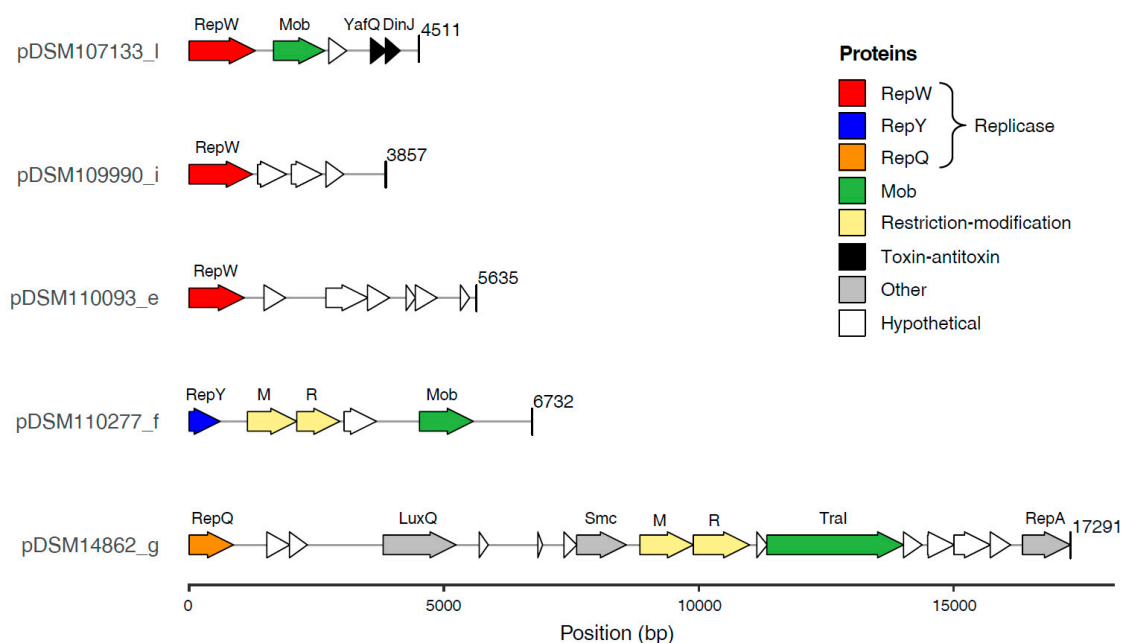 RepW Mob YafQ DinJ
pDSM107133_l 4511
RepW
pDSM109990_i 3857
RepW
pDSM110093_e 5635
RepY M R Mob
pDSM110277_f 6732
RepQ LuxQ Smc M R TraI RepA
pDSM14862_g 17291
0 5000 10000 15000
Position (bp)
Proteins
RepW
RepY
RepQ
Replicase
Mob
Restriction-modification
Toxin-antitoxin
Other
Hypothetical